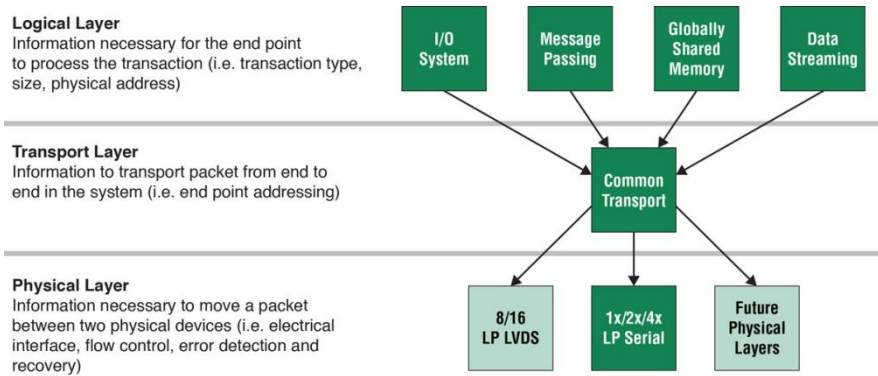 Logical Layer
Information necessary for the end point
to process the transaction (i.e. transaction type,
size, physical address)
I/O
System
Message
Passing
Globally
Shared
Memory
Data
Streaming
Transport Layer
Information to transport packet from end to
end in the system (i.e. end point addressing)
Common
Transport
Physical Layer
Information necessary to move a packet
between two physical devices (i.e. electrical
interface, flow control, error detection and
recovery)
8/16
LP LVDS
1x/2x/4x
LP Serial
Future
Physical
Layers